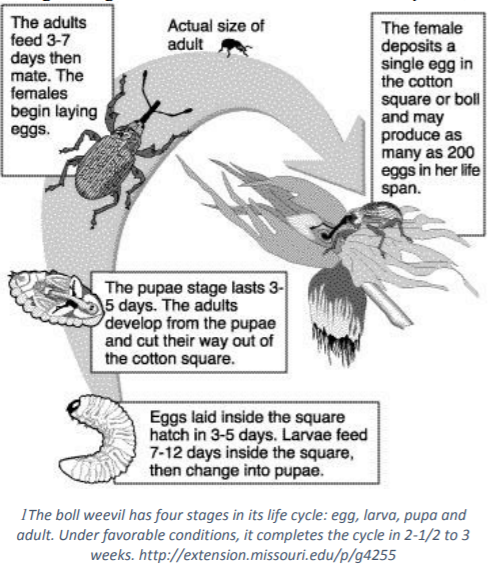 The adults
feed 3-7
days then
mate. The
females
begin laying
eggs.
Actual size of
adult
The female
deposits a
single egg in
the cotton
square or boll
and may
produce as
many as 200
eggs in her life
span.
The pupae stage lasts 3-
5 days. The adults
develop from the pupae
and cut their way out of
the cotton square.
Eggs laid inside the square
hatch in 3-5 days. Larvae feed
7-12 days inside the square,
then change into pupae.
1The boll weevil has four stages in its life cycle: egg, larva, pupa and
adult. Under favorable conditions, it completes the cycle in 2-1/2 to 3
weeks. http://extension.missouri.edu/p/g4255